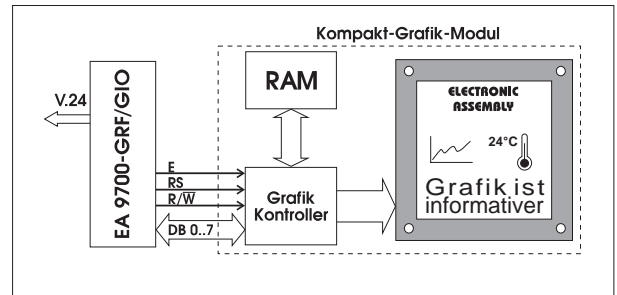 Kompakt-Grafik-Modul
V.24
EA 9700-GRF/GIO
RAM
E
RS
R/W̅
DB 0..7
Grafik
Kontroller
ELECTRONIC
ASSEMBLY
24°C
Grafik ist
informativer